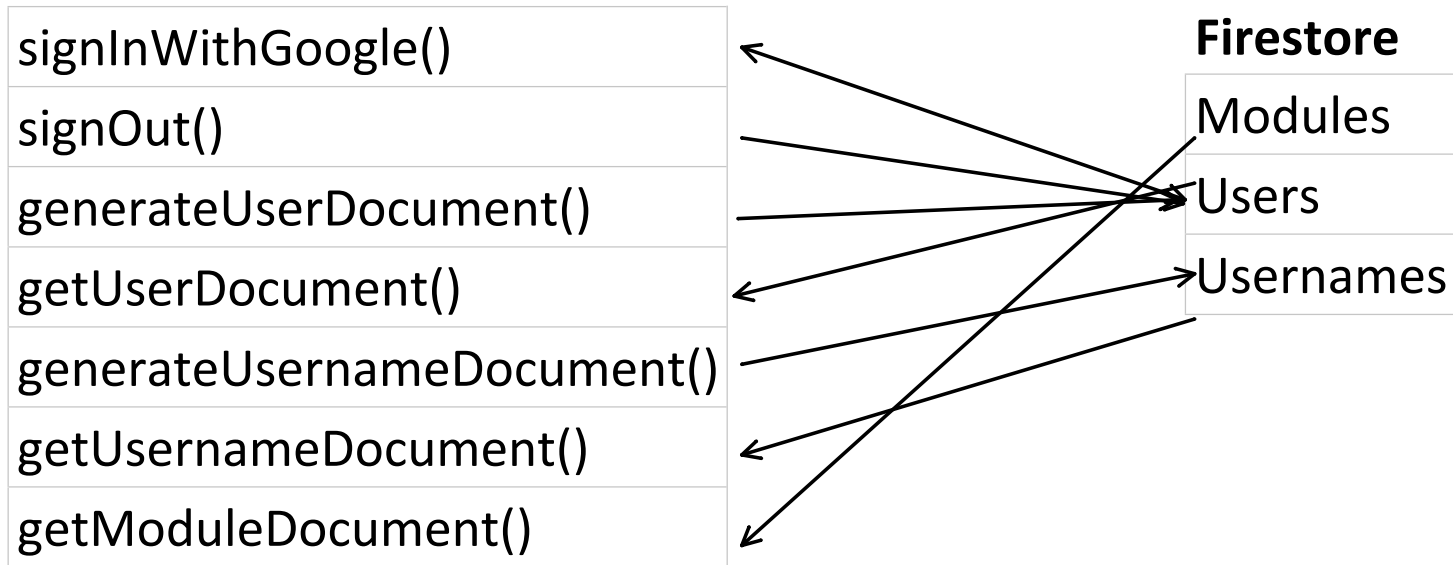 signInWithGoogle()
signOut()
generateUserDocument()
getUserDocument()
generateUsernameDocument()
getUsernameDocument()
getModuleDocument()
Firestore
Modules
Users
Usernames